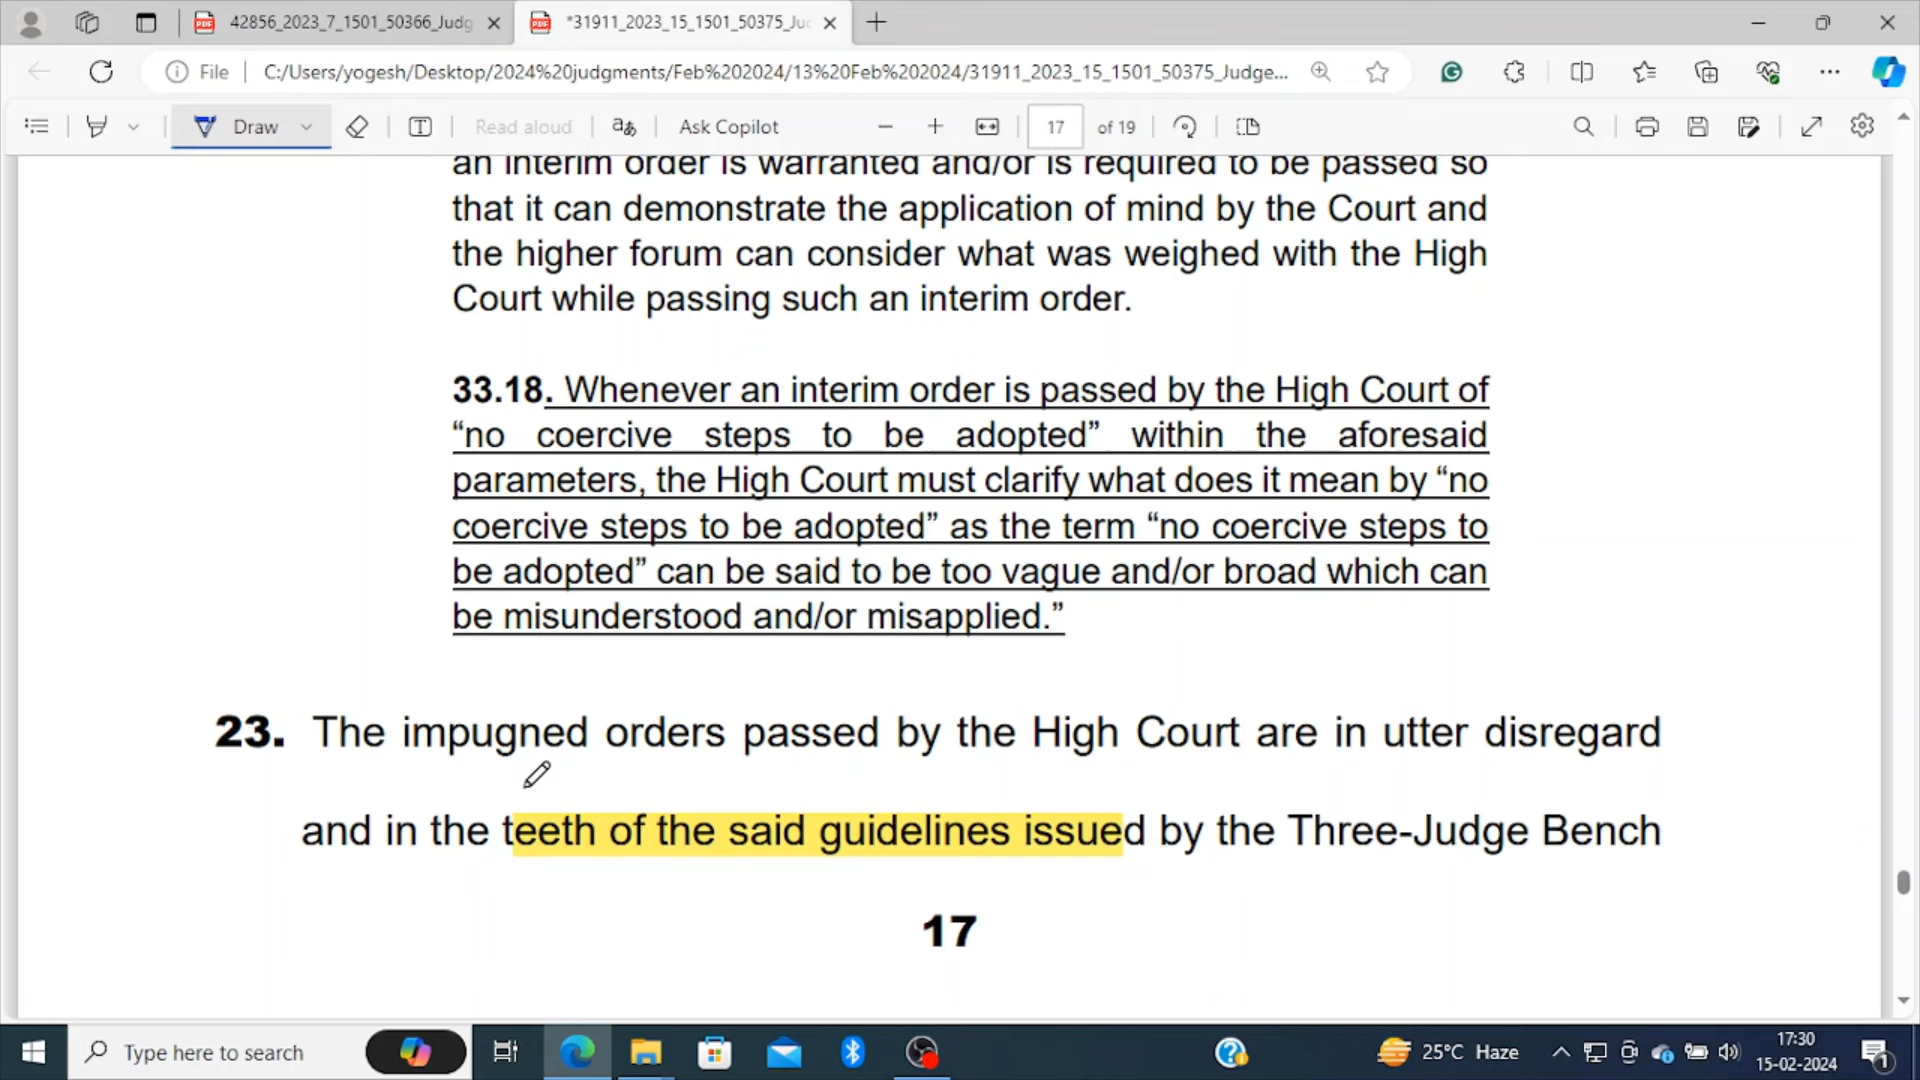 42856_2023_7_1501_50366_Judg
*31911_2023_15_1501_50375_Juc
File
C:/Users/yogesh/Desktop/2024%20judgments/Feb%202024/13%20Feb%202024/31911_2023_15_1501_50375_Judge...
Draw
Read aloud
Ask Copilot
17 of 19
an interim order is warranted and/or is required to be passed so
that it can demonstrate the application of mind by the Court and
the higher forum can consider what was weighed with the High
Court while passing such an interim order.
33.18. Whenever an interim order is passed by the High Court of
“no coercive steps to be adopted” within the aforesaid
parameters, the High Court must clarify what does it mean by “no
coercive steps to be adopted” as the term “no coercive steps to
be adopted” can be said to be too vague and/or broad which can
be misunderstood and/or misapplied.”
23. The impugned orders passed by the High Court are in utter disregard
and in the teeth of the said guidelines issued by the Three-Judge Bench
17
Type here to search
25°C Haze
17:30
15-02-2024
1